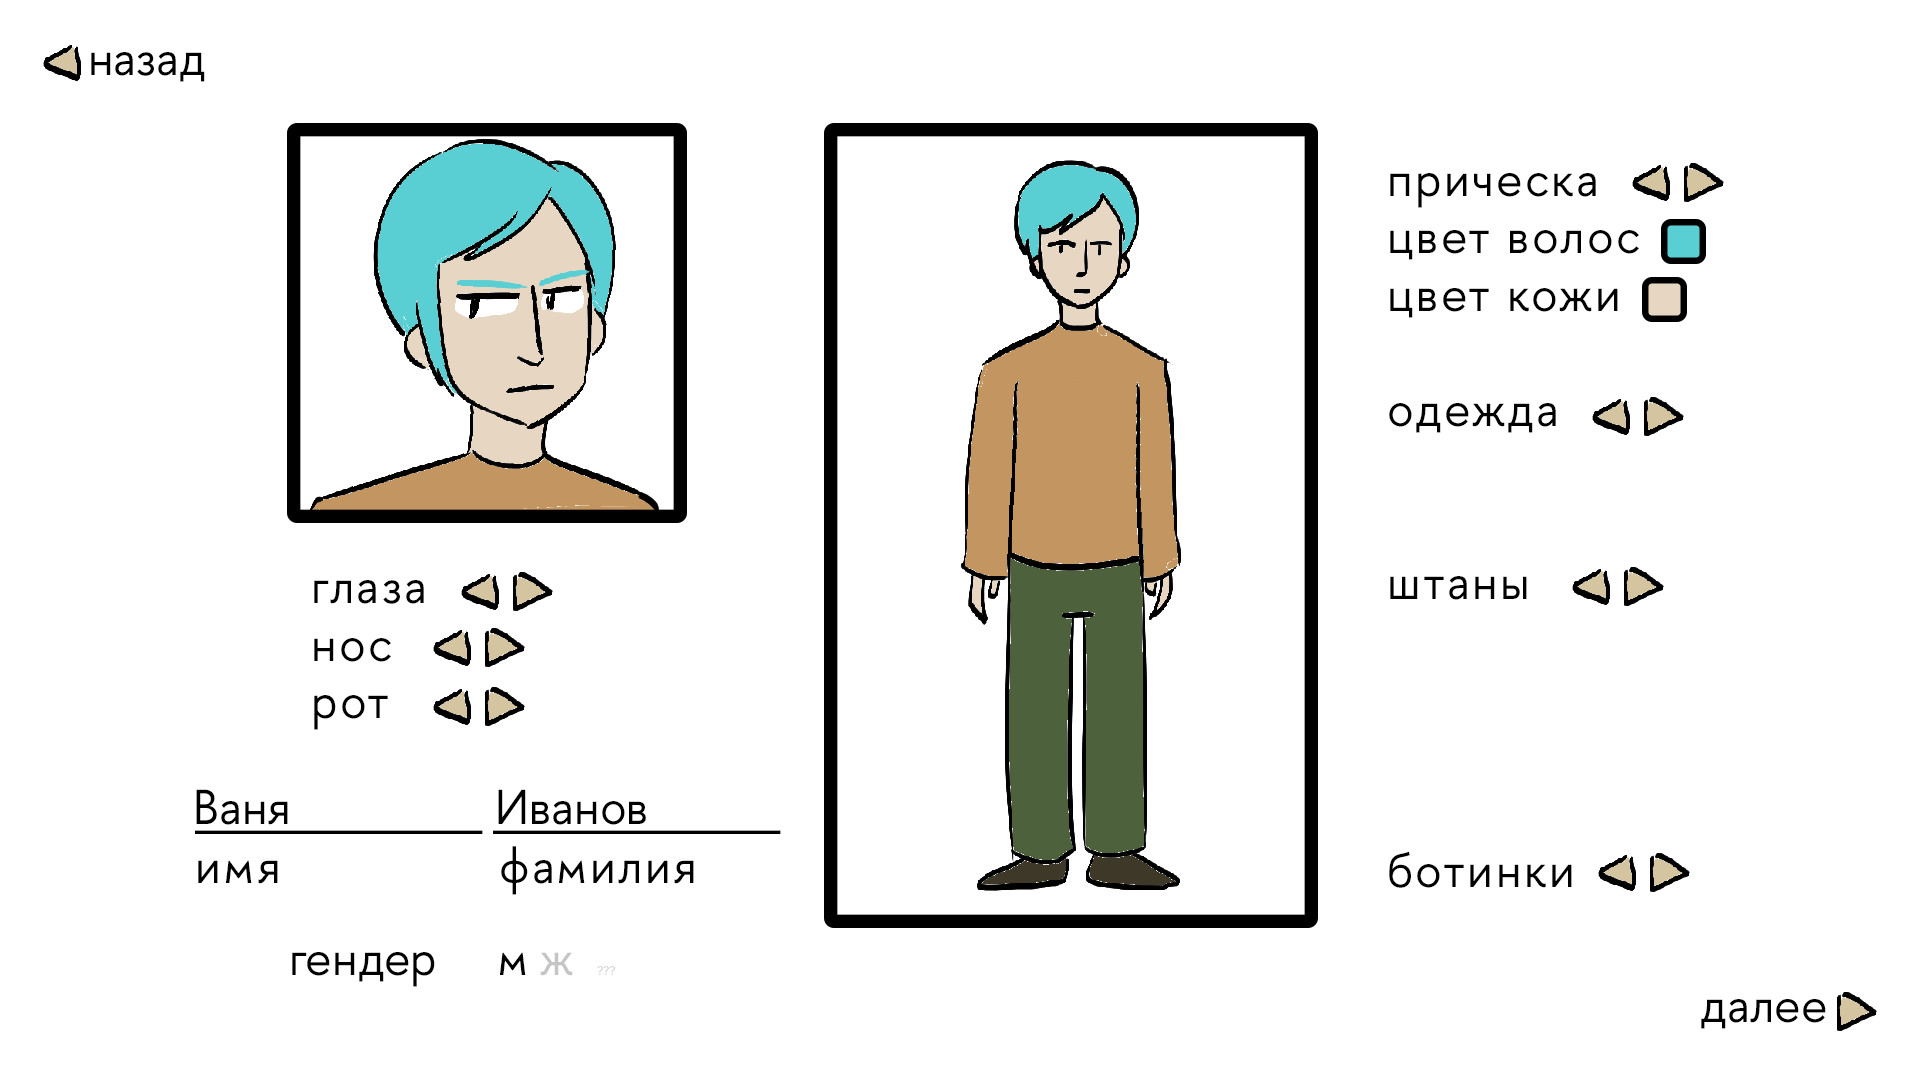 назад
прическа
цвет волос
цвет кожи
одежда
штаны
ботинки
глаза
нос
рот
Ваня Иванов
имя фамилия
гендер м ж ???
далее